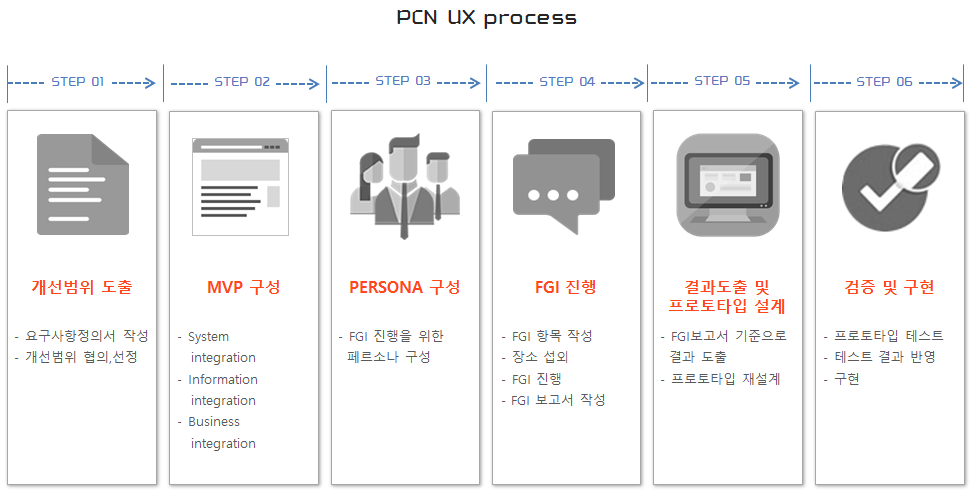 PCN UX process
STEP 01
STEP 02
STEP 03
STEP 04
STEP 05
STEP 06
개선범위 도출
- 요구사항정의서 작성
- 개선범위 협의,선정
MVP 구성
- System
integration
- Information
integration
- Business
integration
PERSONA 구성
- FGI 진행을 위한
페르소나 구성
FGI 진행
- FGI 항목 작성
- 장소 섭외
- FGI 진행
- FGI 보고서 작성
결과도출 및
프로토타입 설계
- FGI보고서 기준으로
결과 도출
- 프로토타입 재설계
검증 및 구현
- 프로토타입 테스트
- 테스트 결과 반영
- 구현